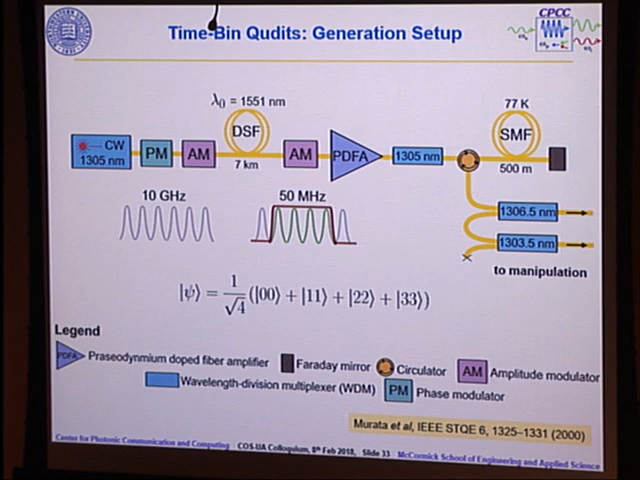 Time-Bin Qudits: Generation Setup
CPCC
λ₀ = 1551 nm
77 K
CW
1305 nm
PM
AM
DSF
AM
PDFA
1305 nm
SMF
7 km
500 m
10 GHz
50 MHz
1306.5 nm
1303.5 nm
to manipulation
|ψ⟩ = 1/√4 (|00⟩ + |11⟩ + |22⟩ + |33⟩)
Legend
PDFA Praseodynmium doped fiber amplifier
Faraday mirror
Circulator
AM Amplitude modulator
Wavelength-division multiplexer (WDM)
PM Phase modulator
Murata et al, IEEE STQE 6, 1325–1331 (2000)
Center for Photonic Communication and Computing COS-UA Colloquium, 8th Feb 2018, Slide 33 McCormick School of Engineering and Applied Science